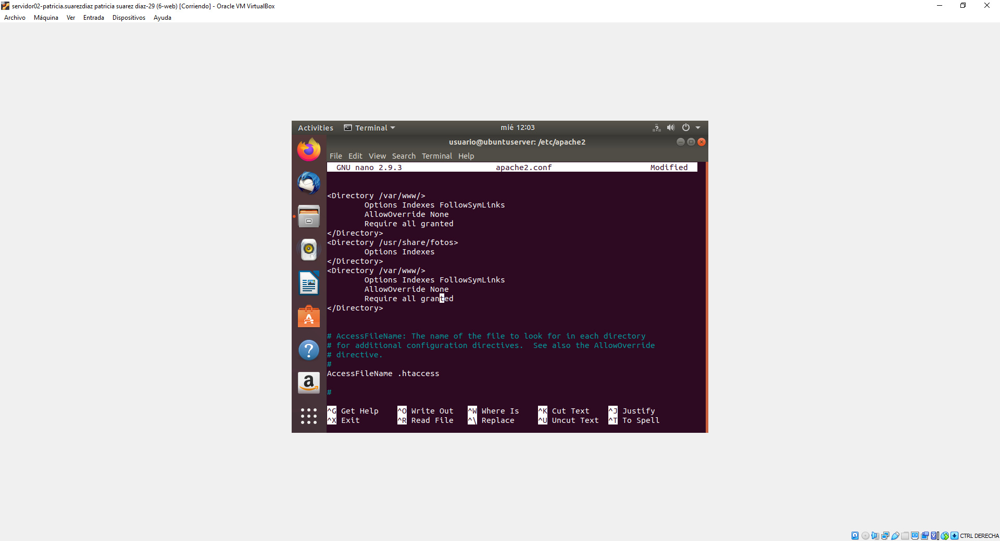 servidor02-patricia.suarezdiaz patricia suarez diaz-29 (6-web) [Corriendo] - Oracle VM VirtualBox
Archivo Máquina Ver Entrada Dispositivos Ayuda
Activities Terminal mié 12:03
usuario@ubuntuserver: /etc/apache2
File Edit View Search Terminal Help
GNU nano 2.9.3 apache2.conf Modified
<Directory /var/www/>
Options Indexes FollowSymLinks
AllowOverride None
Require all granted
</Directory>
<Directory /usr/share/fotos>
Options Indexes
</Directory>
<Directory /var/www/>
Options Indexes FollowSymLinks
AllowOverride None
Require all granted
</Directory>
# AccessFileName: The name of the file to look for in each directory
# for additional configuration directives.  See also the AllowOverride
# directive.
#
AccessFileName .htaccess
#
^G Get Help ^O Write Out ^W Where Is ^K Cut Text ^J Justify
^X Exit ^R Read File ^\ Replace ^U Uncut Text ^T To Spell
CTRL DERECHA